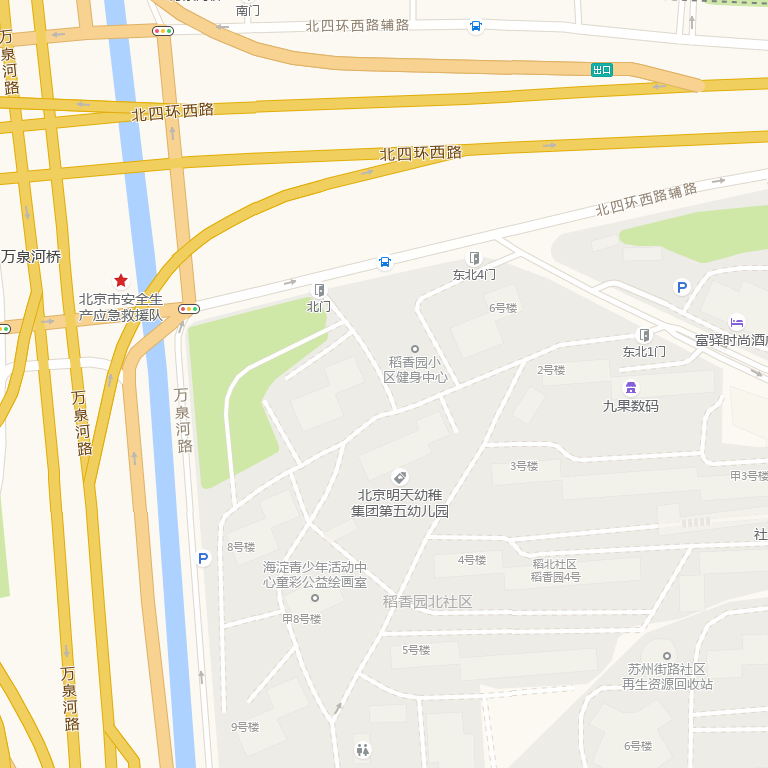 南门
北四环西路辅路
出口
万泉河路
北四环西路
北四环西路
北四环西路辅路
万泉河桥
北京市安全生
产应急救援队
北门
东北4门
6号楼
P
富驿时尚酒店
东北1门
稻香园小
区健身中心
2号楼
九果数码
万泉河路
万泉河路
3号楼
甲3号楼
北京明天幼稚
集团第五幼儿园
社
8号楼
P
海淀青少年活动中
心童彩公益绘画室
4号楼
稻北社区
稻香园4号
稻香园北社区
甲8号楼
5号楼
苏州街路社区
再生资源回收站
万泉河路
9号楼
6号楼